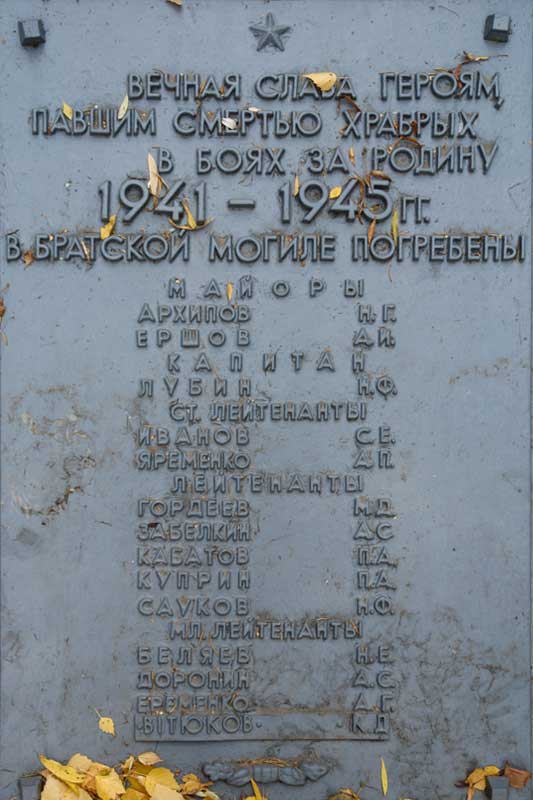 ВЕЧНАЯ СЛАВА ГЕРОЯМ,
ПАВШИМ СМЕРТЬЮ ХРАБРЫХ
В БОЯХ ЗА РОДИНУ
1941 – 1945 ГГ.
В БРАТСКОЙ МОГИЛЕ ПОГРЕБЕНЫ
МАЙОРЫ
АРХИПОВ Н.Г.
ЕРШОВ А.И.
КАПИТАН
ЛУБИН Н.Ф.
СТ. ЛЕЙТЕНАНТЫ
ИВАНОВ С.Е.
ЯРЕМЕНКО А.П.
ЛЕЙТЕНАНТЫ
ГОРДЕЕВ М.Д.
ЗАБЕЛКИН А.С
КАБАТОВ П.А.
КУПРИН П.А.
САУКОВ Н.Ф.
МЛ. ЛЕЙТЕНАНТЫ
БЕЛЯЕВ Н.Е.
ДОРОНИН А.С.
ЕРЕМЕНКО А.Г.
ВІТЮКОВ К.Д